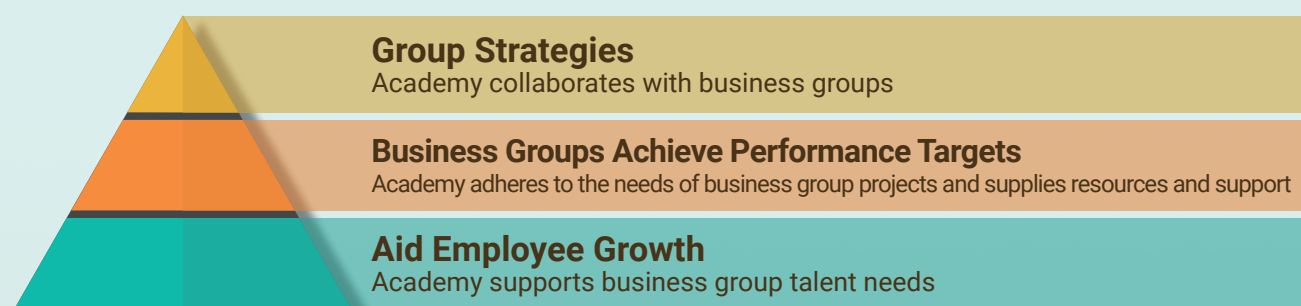 Group Strategies
Academy collaborates with business groups
Business Groups Achieve Performance Targets
Academy adheres to the needs of business group projects and supplies resources and support
Aid Employee Growth
Academy supports business group talent needs